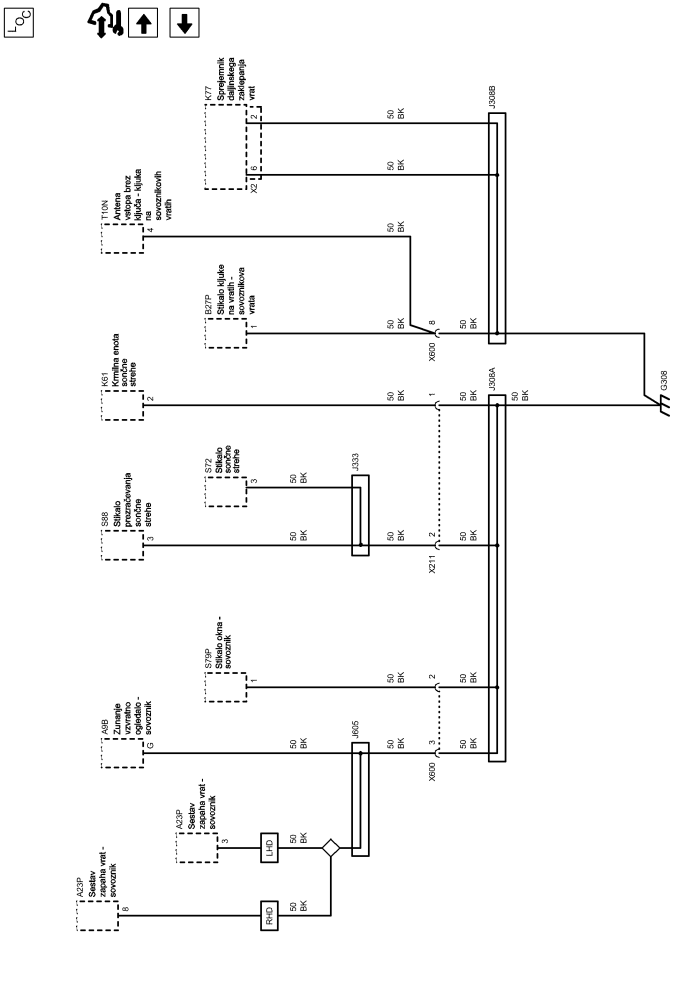 LOC
A23P
Sestav
zapaha vrat -
sovoznik
8
RHD
50
BK
A23P
Sestav
zapaha vrat -
sovoznik
3
LHD
50
BK
A9B
Zunanje
vzvratno
ogledalo -
sovoznik
G
50
BK
J605
50
BK
3
X600
50
BK
S79P
Stikalo okna -
sovoznik
1
50
BK
2
50
BK
S88
Stikalo
prezračevanja
sončne
strehe
3
50
BK
S72
Stikalo
sončne
strehe
3
50
BK
J333
50
BK
2
X211
50
BK
K61
Krmilna enota
sončne
strehe
2
50
BK
1
50
BK
J308A
50
BK
G308
B27P
Stikalo kljuke
na vratih -
sovoznikova
vrata
1
50
BK
8
X600
50
BK
T10N
Antena
vstopa brez
ključa - kljuka
na
sovoznikovih
vratih
4
50
BK
K77
Sprejemnik
daljinskega
zaklepanja
vrat
2
6
X2
50
BK
50
BK
J308B